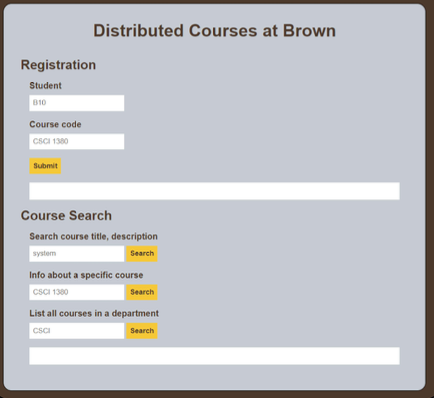 Distributed Courses at Brown
Registration
Student
B10
Course code
CSCI 1380
Submit
Course Search
Search course title, description
system
Search
Info about a specific course
CSCI 1380
Search
List all courses in a department
CSCI
Search